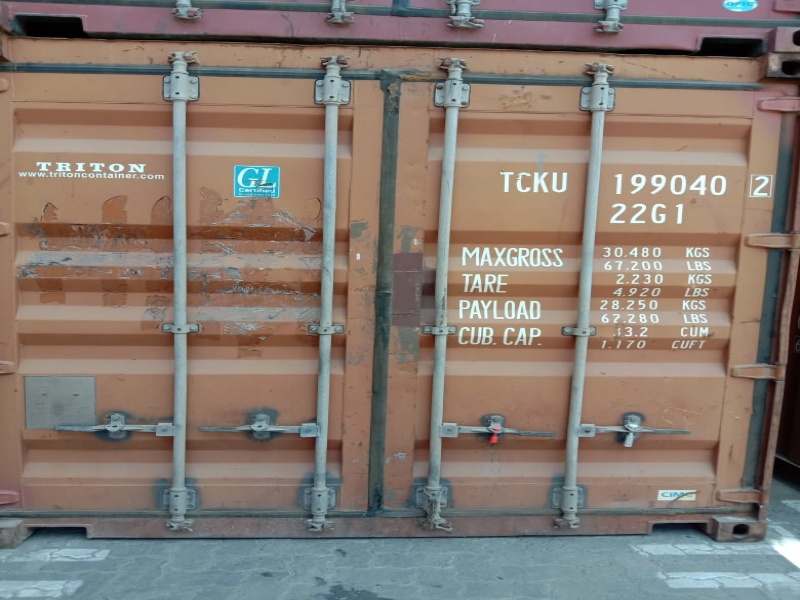 TRITON
www.tritoncontainer.com
GL
Certified
TCKU 199040 2
22G1
MAXGROSS 30.480 KGS
67.200 LBS
TARE 2.230 KGS
4.920 LBS
PAYLOAD 28.250 KGS
62.280 LBS
CUB. CAP. 33.2 CUM
1.170 CUFT
CIMC